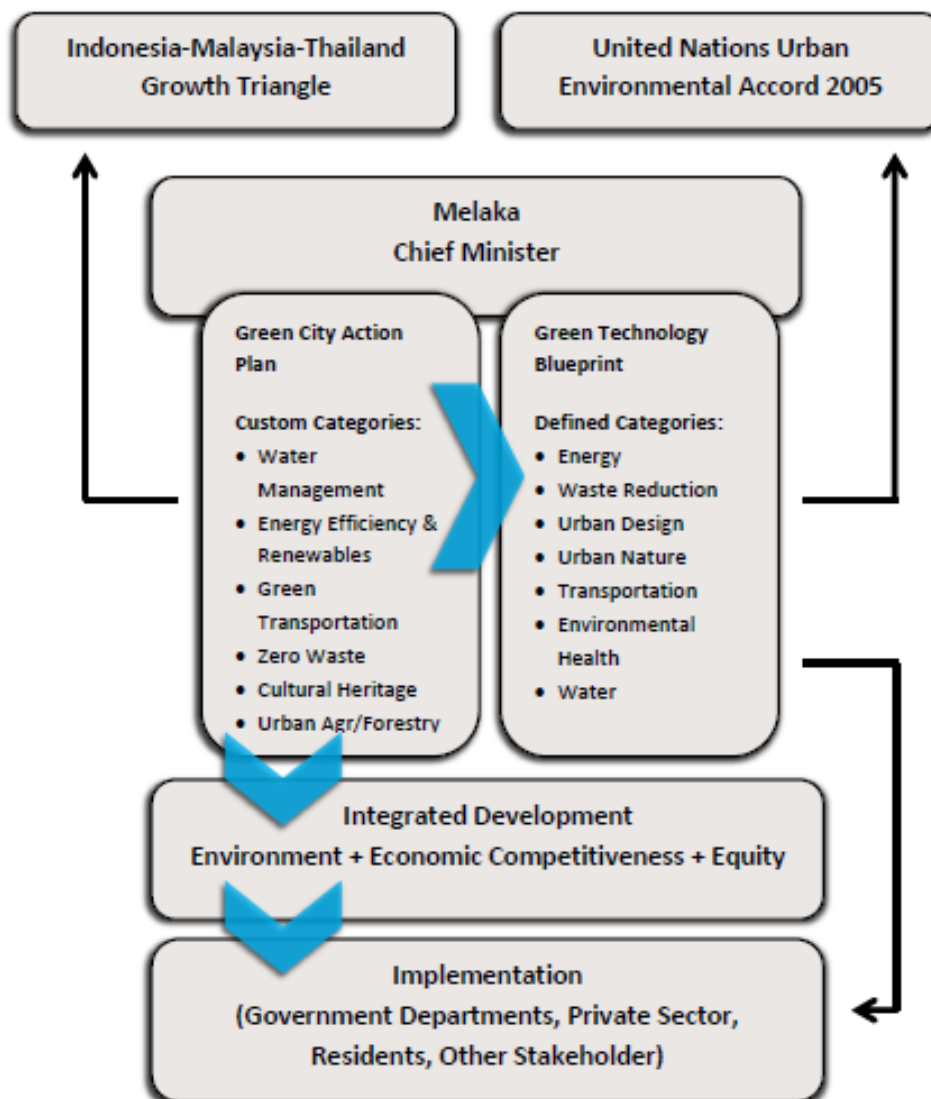 Indonesia-Malaysia-Thailand
Growth Triangle
United Nations Urban
Environmental Accord 2005
Melaka
Chief Minister
Green City Action
Plan
Custom Categories:
• Water
Management
• Energy Efficiency &
Renewables
• Green
Transportation
• Zero Waste
• Cultural Heritage
• Urban Agr/Forestry
Green Technology
Blueprint
Defined Categories:
• Energy
• Waste Reduction
• Urban Design
• Urban Nature
• Transportation
• Environmental
Health
• Water
Integrated Development
Environment + Economic Competitiveness + Equity
Implementation
(Government Departments, Private Sector,
Residents, Other Stakeholder)